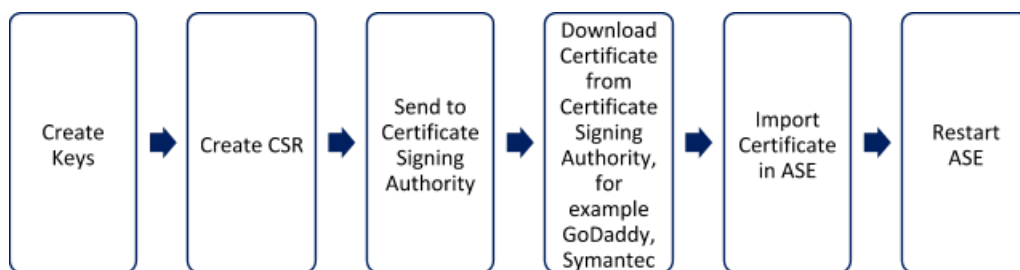 Create
Keys
Create CSR
Send to
Certificate
Signing
Authority
Download
Certificate
from
Certificate
Signing
Authority,
for
example
GoDaddy,
Symantec
Import
Certificate
in ASE
Restart
ASE